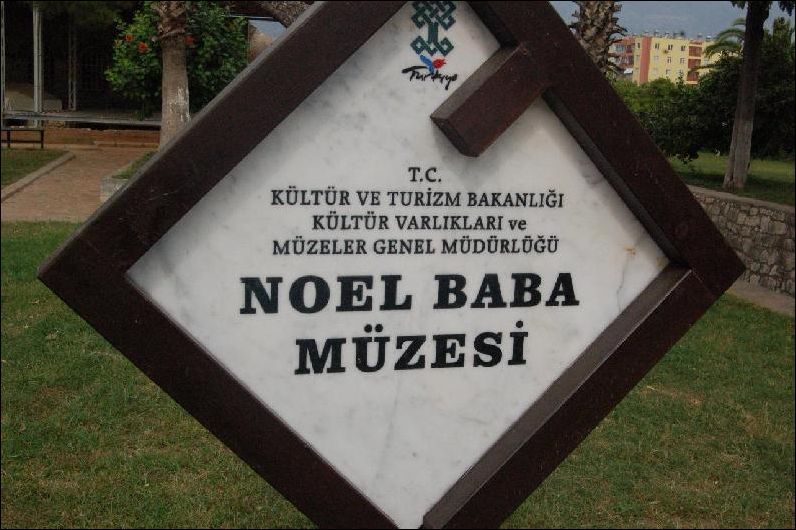 Türkiye
T.C.
KÜLTÜR VE TURİZM BAKANLIĞI
KÜLTÜR VARLIKLARI ve
MÜZELER GENEL MÜDÜRLÜĞÜ
NOEL BABA
MÜZESİ